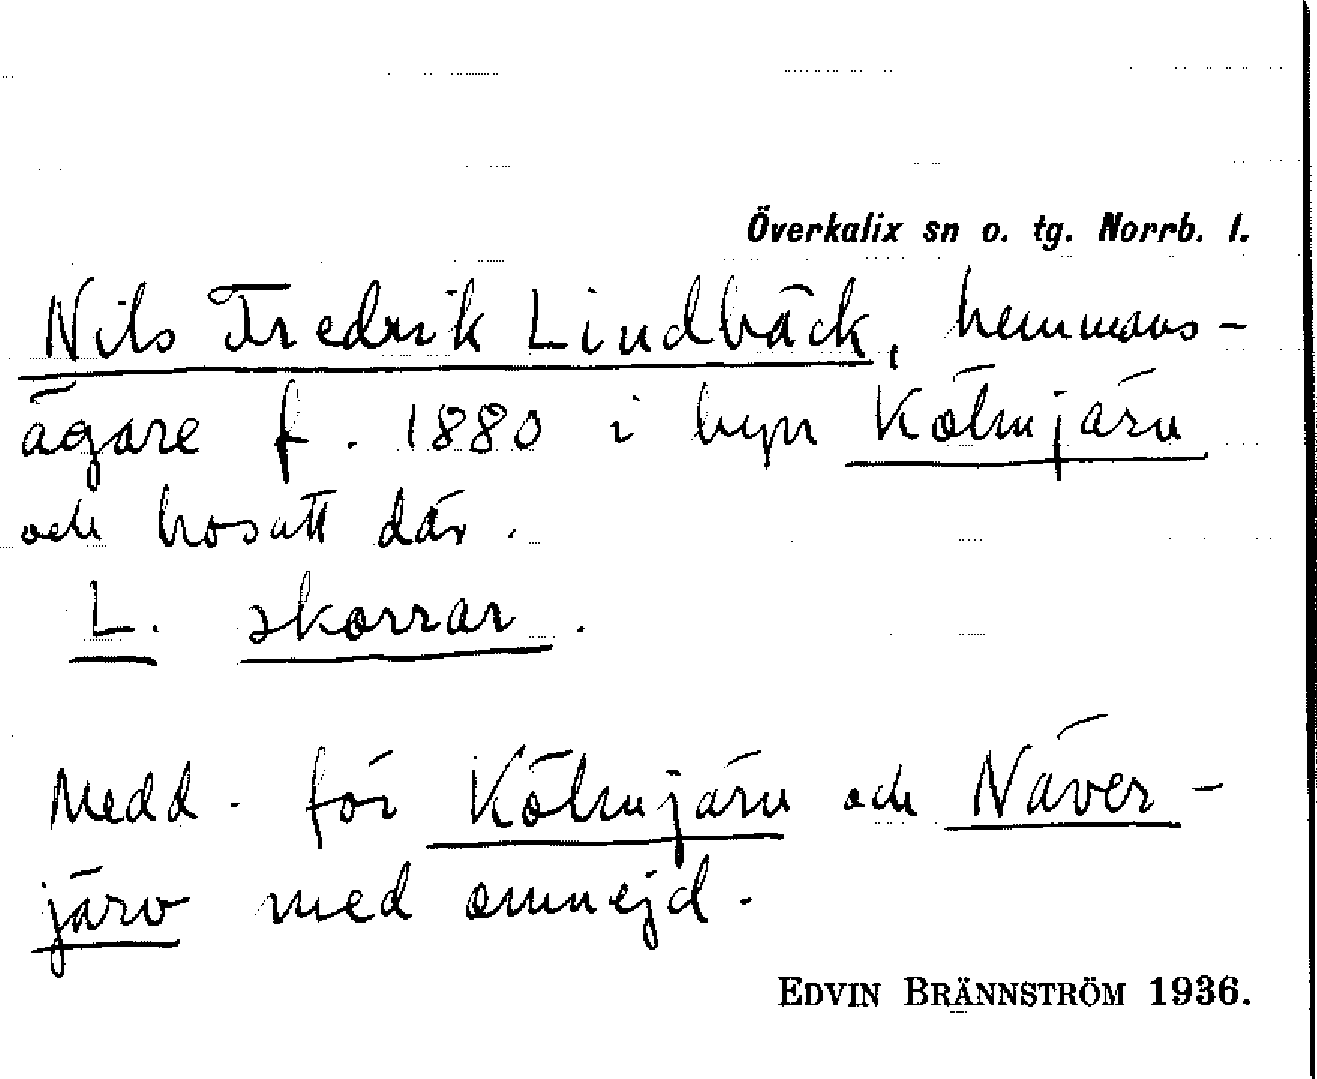 Överkalix sn o. tg. Norrb. l.
Nils Fredrik Lindbäck, hemmans-
ägare f. 1880 i byn Kölmjärv
och bosatt där.
L. skorrar.
Medd. för Kölmjärv och Näver-
järv med omnejd.
EDVIN BRÄNNSTRÖM 1936.